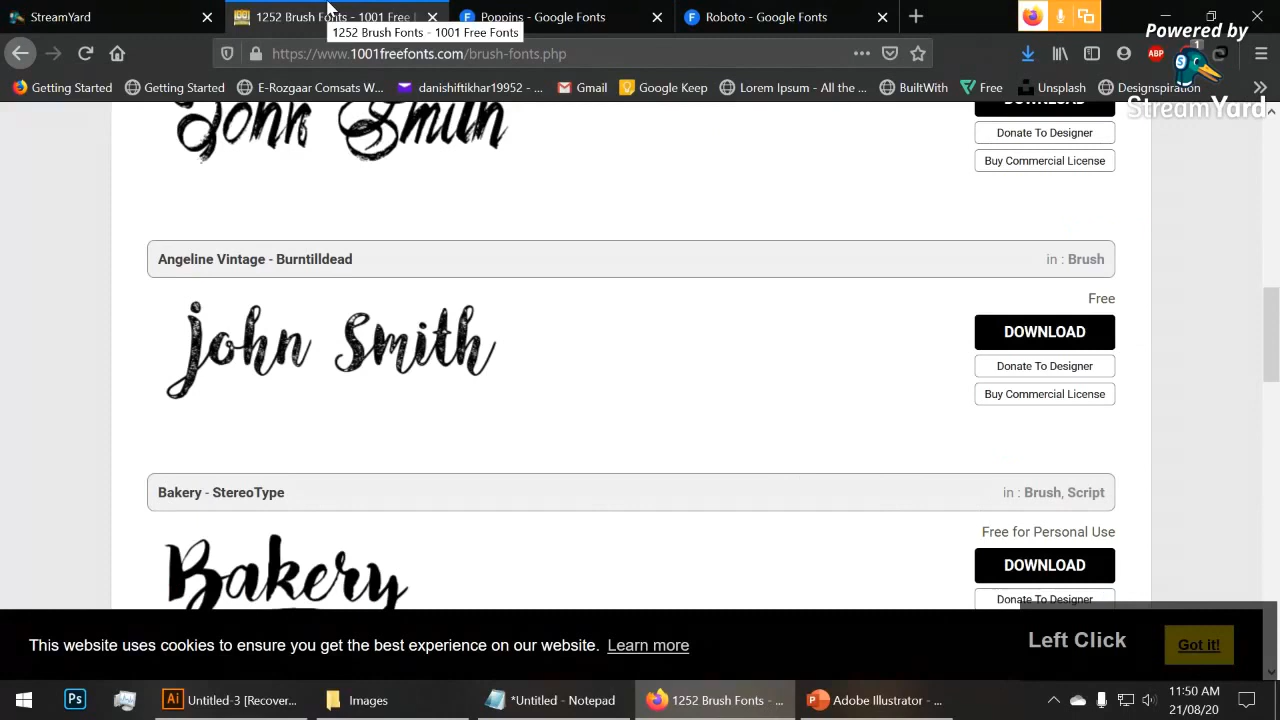 StreamYard
1252 Brush Fonts - 1001 Free
Poppins - Google Fonts
Roboto - Google Fonts
1252 Brush Fonts - 1001 Free Fonts
Powered by
StreamYard
https://www.1001freefonts.com/brush-fonts.php
1
ABP
Getting Started
Getting Started
E-Rozgaar Comsats W...
danishiftikhar19952 - ...
Gmail
Google Keep
Lorem Ipsum - All the ...
BuiltWith
Free
Unsplash
Designspiration
John Smith
DOWNLOAD
Donate To Designer
Buy Commercial License
Angeline Vintage - Burntilldead
in : Brush
john Smith
Free
DOWNLOAD
Donate To Designer
Buy Commercial License
Bakery - StereoType
in : Brush, Script
Bakery
Free for Personal Use
DOWNLOAD
Donate To Designer
This website uses cookies to ensure you get the best experience on our website. Learn more
Left Click
Got it!
Ps
Ai Untitled-3 [Recover...
Images
*Untitled - Notepad
1252 Brush Fonts - ...
Adobe Illustrator - ...
11:50 AM
21/08/20